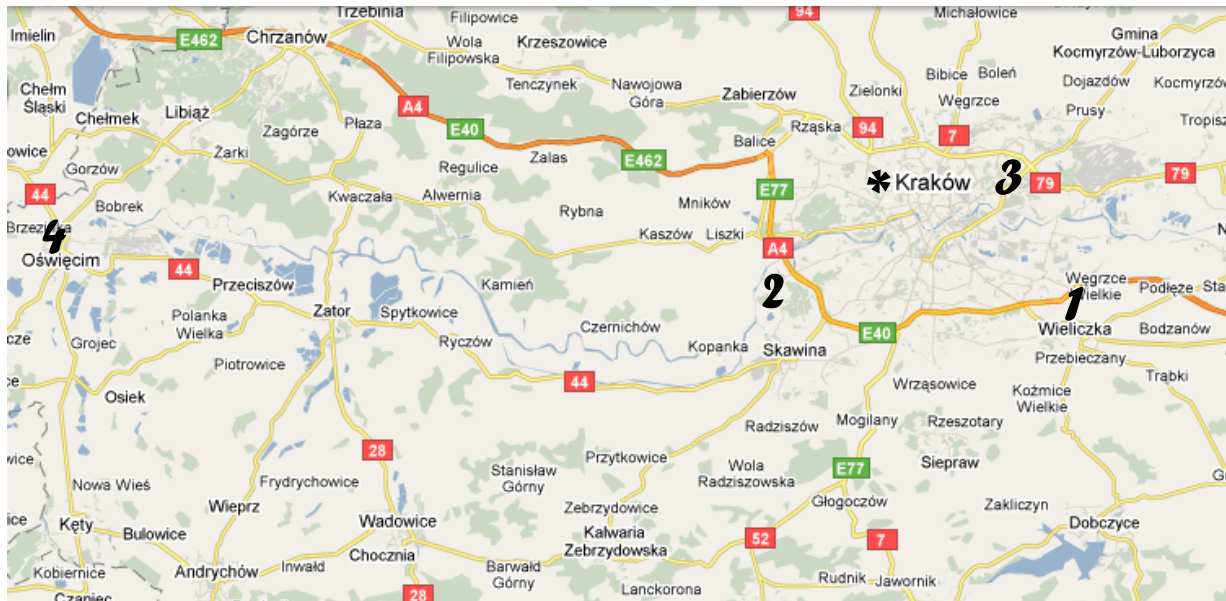 Trzebinia
94
Imielin
E462
Chrzanów
Filipowice
Michałowice
Gmina
Kocmyrzów-Luborzyca
Wola
Filipowska
Krzeszowice
Tenczynek
Nawojowa
Góra
Zabierzów
Zielonki
Bibice
Boleń
Dojazdów
Kocmyrzów
Chełm
Śląski
Chełmek
Libiąż
A4
E40
Węgrzce
Prusy
Zagórze
Płaza
Rząska
94
7
Żarki
Regulice
Zalas
E462
Balice
Gorzów
44
Bobrek
Kwaczała
Alwernia
Rybna
Mników
E77
*Kraków
3
79
79
Kaszów
Liszki
A4
4
Oświęcim
44
Przeciszów
Kamień
2
Węgrzce
Wielkie
Podłęże
1
Polanka
Wielka
Zator
Spytkowice
Czernichów
E40
Wieliczka
Bodzanów
Grojec
Ryczów
Kopanka
Skawina
Przebieczany
Piotrowice
44
Wrząsowice
Koźmice
Wielkie
Trąbki
Osiek
Radziszów
Mogilany
Rzeszotary
28
Przytkowice
Wola
Radziszowska
E77
Siepraw
Nowa Wieś
Frydrychowice
Stanisław
Górny
Głogoczów
Zakliczyn
Wieprz
Zebrzydowice
Kęty
Bulowice
Wadowice
Kalwaria
Zebrzydowska
52
7
Dobczyce
Chocznia
Kobiernice
Andrychów
Inwałd
Barwałd
Górny
Lanckorona
Rudnik
Jawornik
Czaniec
28